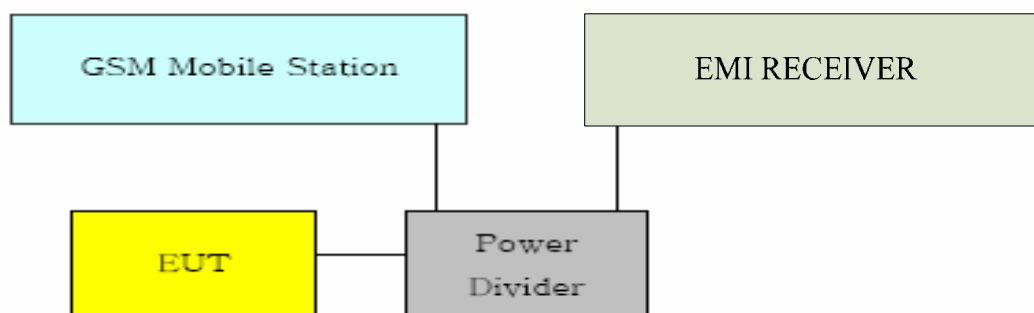 GSM Mobile Station
EMI RECEIVER
EUT
Power
Divider